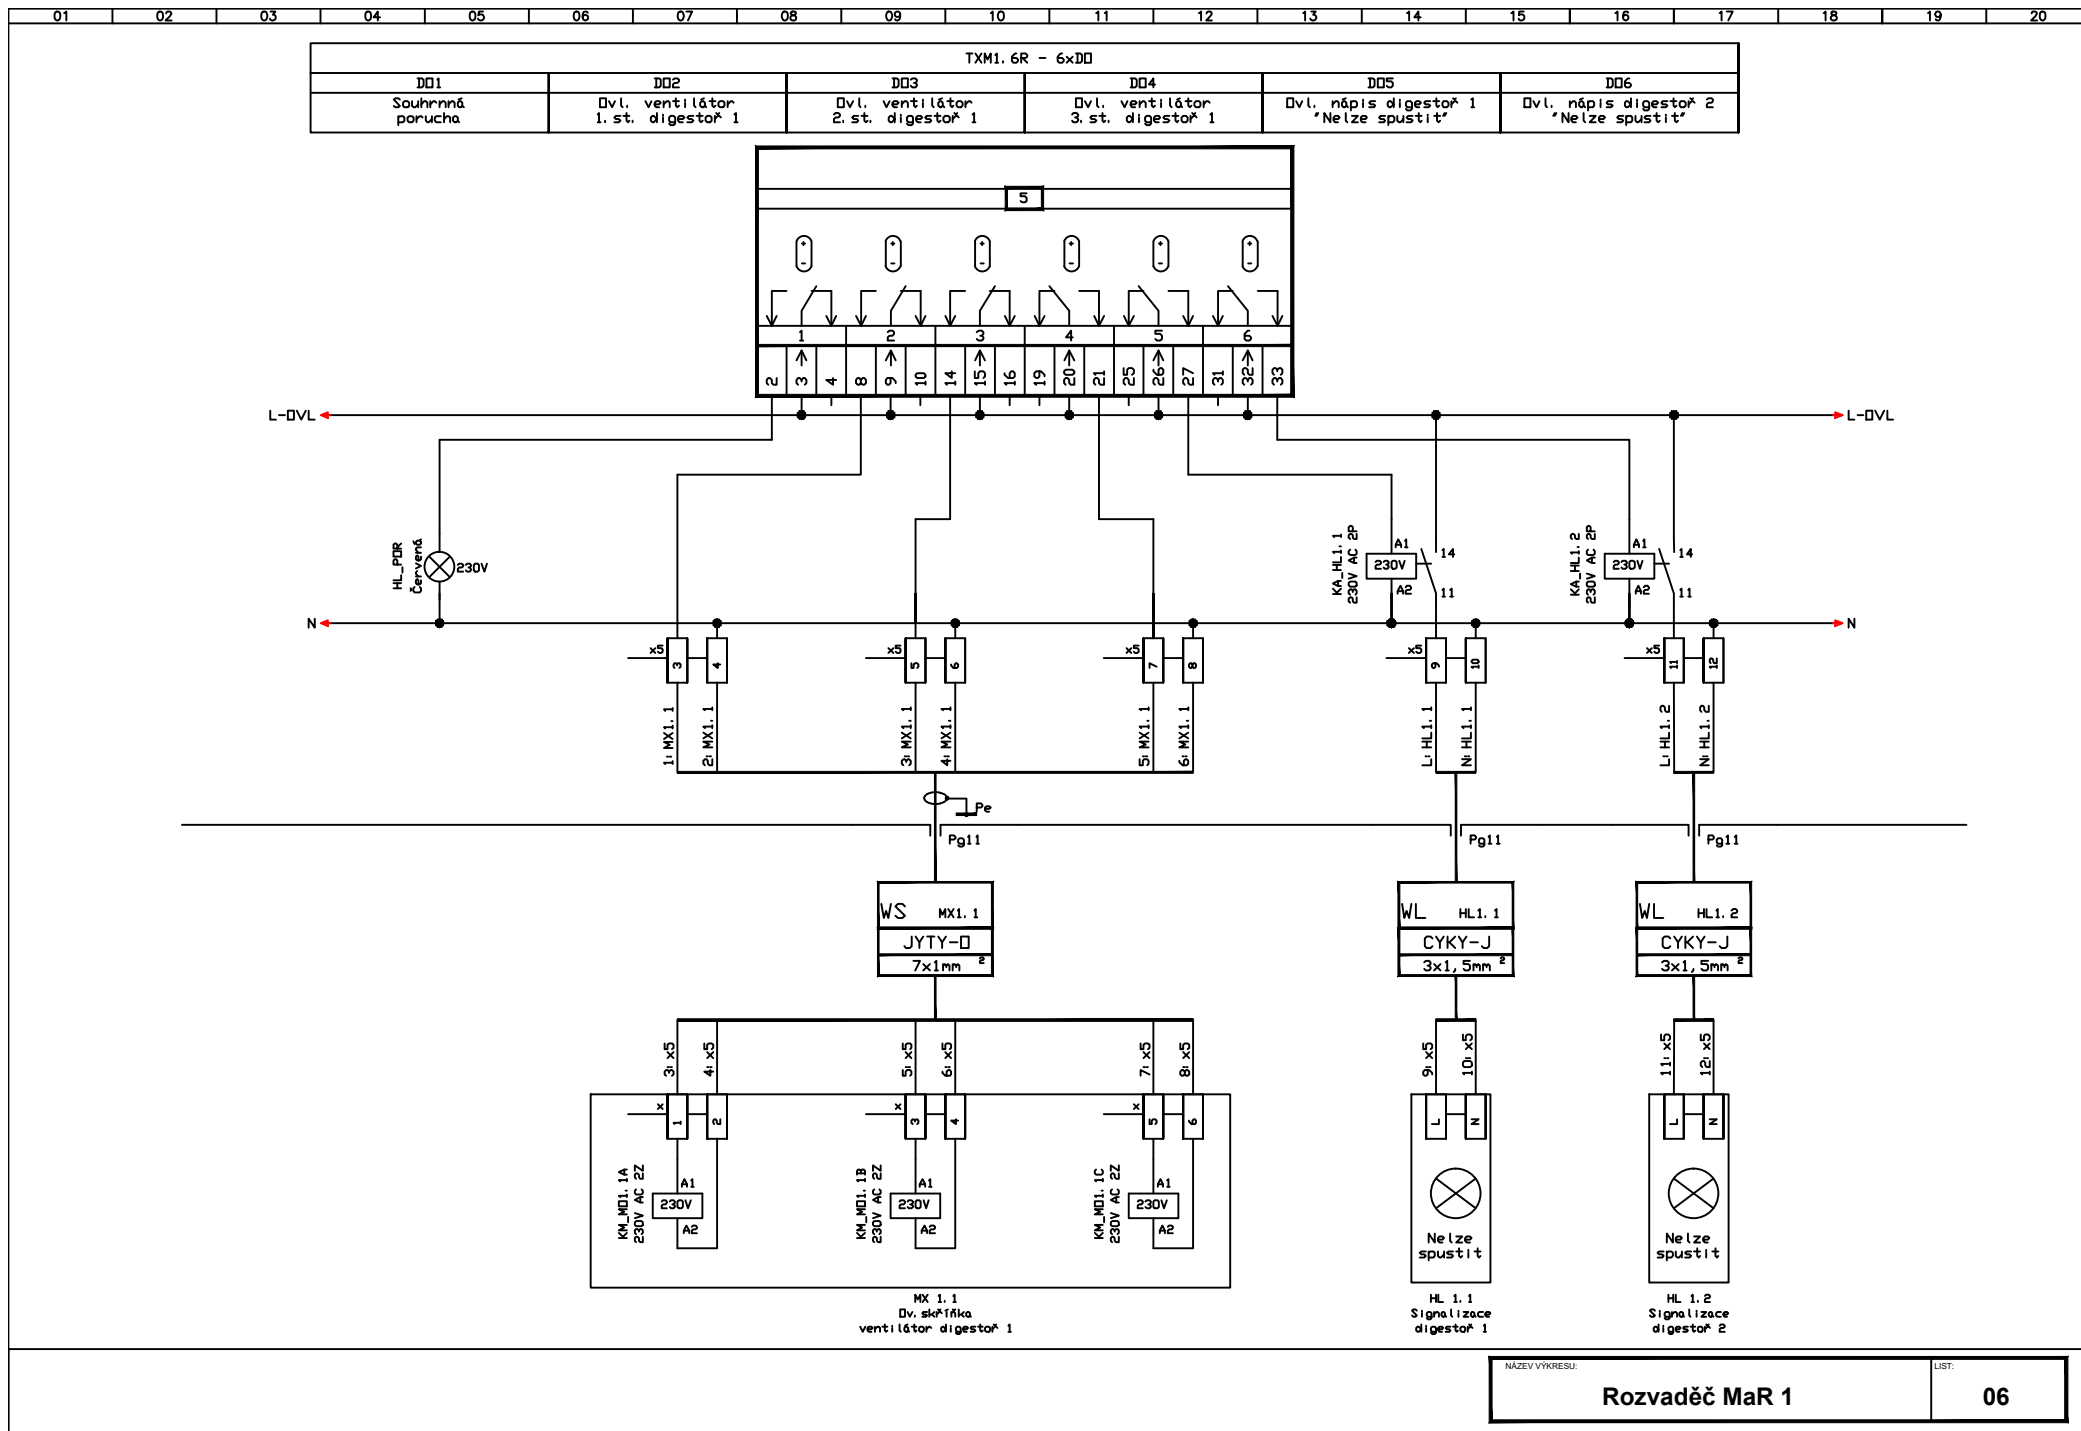 01 02 03 04 05 06 07 08 09 10 11 12 13 14 15 16 17 18 19 20
TXM1.6R - 6xDO
DO1 DO2 DO3 DO4 DO5 DO6
Souhrnná
porucha
Ovl. ventilátor
1.st. digestoř 1
Ovl. ventilátor
2.st. digestoř 1
Ovl. ventilátor
3.st. digestoř 1
Ovl. nápis digestoř 1
"Nelze spustit"
Ovl. nápis digestoř 2
"Nelze spustit"
5
+ + + + + +
- - - - - -
1 2 3 4 5 6
2 3 4 8 9 10 14 15 16 19 20 21 25 26 27 31 32 33
L-OVL L-OVL
HL_POR
Červená
230V
KA_HL1.1
230V AC 2P
A1
230V
A2
14
11
KA_HL1.2
230V AC 2P
A1
230V
A2
14
11
N N
x5 3 4
x5 5 6
x5 7 8
x5 9 10
x5 11 12
1:MX1.1 2:MX1.1
3:MX1.1 4:MX1.1
5:MX1.1 6:MX1.1
L:HL1.1 N:HL1.1
L:HL1.2 N:HL1.2
Pe
Pg11 Pg11 Pg11
WS MX1.1
JYTY-O
7x1mm²
WL HL1.1
CYKY-J
3x1,5mm²
WL HL1.2
CYKY-J
3x1,5mm²
3:x5 4:x5 5:x5 6:x5 7:x5 8:x5 9:x5 10:x5 11:x5 12:x5
x 1 2
x 3 4
x 5 6
L N
L N
KM_MO1.1A
230V AC 2Z
A1
230V
A2
KM_MO1.1B
230V AC 2Z
A1
230V
A2
KM_MO1.1C
230V AC 2Z
A1
230V
A2
Nelze
spustit
Nelze
spustit
MX 1.1
Ov.skříňka
ventilátor digestoř 1
HL 1.1
Signalizace
digestoř 1
HL 1.2
Signalizace
digestoř 2
NÁZEV VÝKRESU:
Rozvaděč MaR 1
LIST:
06